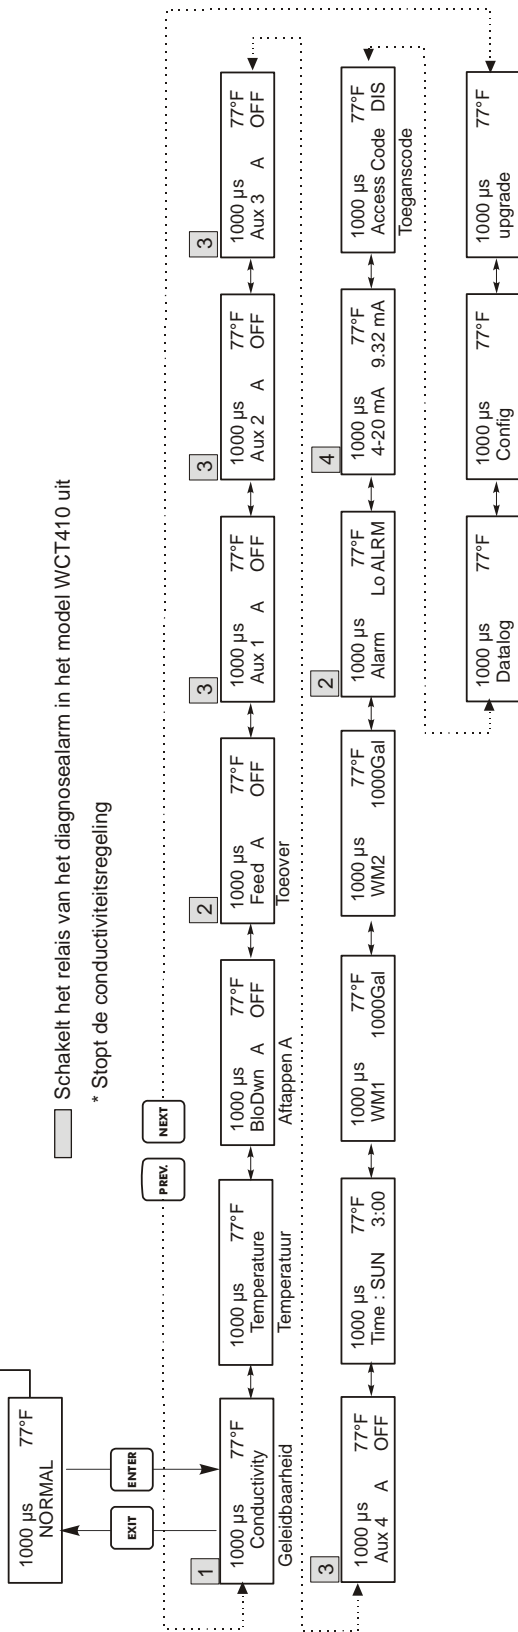 Schakelt het relais van het diagnosealarm in het model WCT410 uit
* Stopt de conductiviteitsregeling
1000 µs 77°F
NORMAL
EXIT
ENTER
PREV.
NEXT
1
1000 µs 77°F
Conductivity
Geleidbaarheid
1000 µs 77°F
Temperature
Temperatuur
1000 µs 77°F
BloDwn A OFF
Aftappen A
2
1000 µs 77°F
Feed A OFF
Toeover
3
1000 µs 77°F
Aux 1 A OFF
3
1000 µs 77°F
Aux 2 A OFF
3
1000 µs 77°F
Aux 3 A OFF
3
1000 µs 77°F
Aux 4 A OFF
1000 µs 77°F
Time : SUN 3:00
1000 µs 77°F
WM1 1000Gal
1000 µs 77°F
WM2 1000Gal
2
1000 µs 77°F
Alarm Lo ALRM
4
1000 µs 77°F
4-20 mA 9.32 mA
1000 µs 77°F
Access Code DIS
Toeganscode
1000 µs 77°F
Datalog
1000 µs 77°F
Config
1000 µs 77°F
upgrade